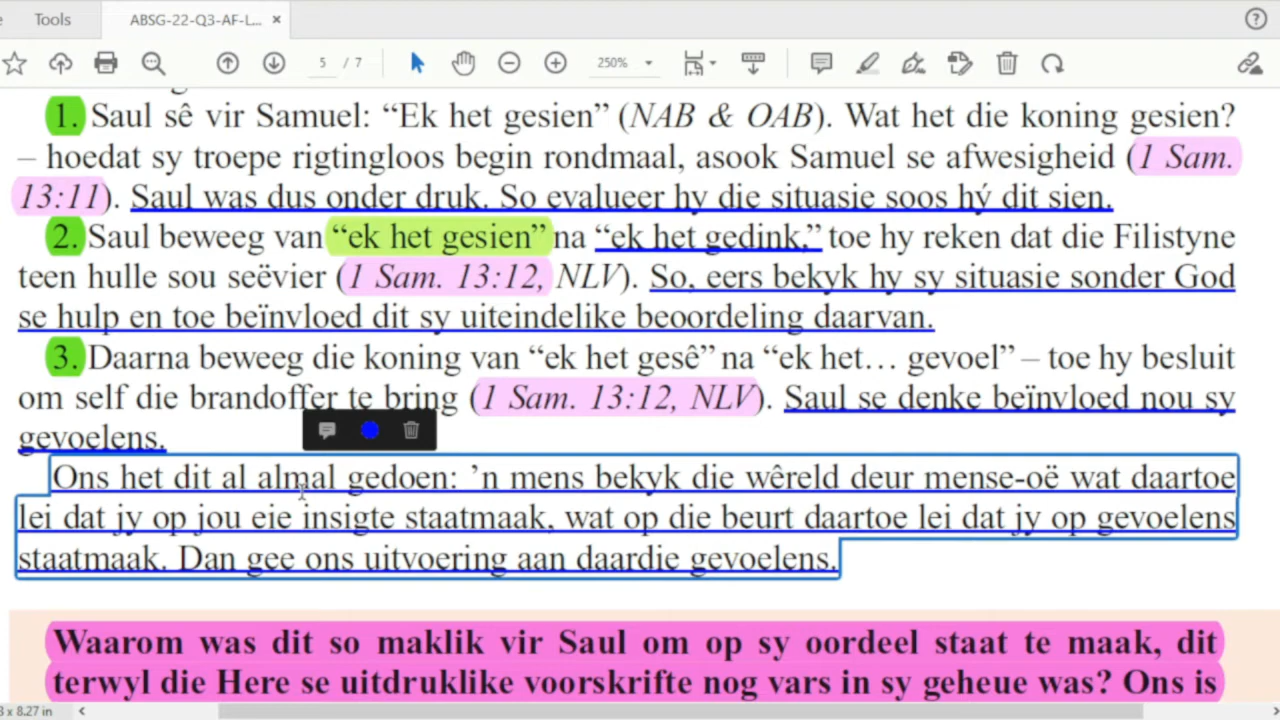 Tools
ABSG-22-Q3-AF-L... ×
5 / 7
250%
1. Saul sê vir Samuel: “Ek het gesien” (NAB & OAB). Wat het die koning gesien?
– hoedat sy troepe rigtingloos begin rondmaal, asook Samuel se afwesigheid (1 Sam.
13:11). Saul was dus onder druk. So evalueer hy die situasie soos hý dit sien.
2. Saul beweeg van “ek het gesien” na “ek het gedink,” toe hy reken dat die Filistyne
teen hulle sou seëvier (1 Sam. 13:12, NLV). So, eers bekyk hy sy situasie sonder God
se hulp en toe beïnvloed dit sy uiteindelike beoordeling daarvan.
3. Daarna beweeg die koning van “ek het gesê” na “ek het… gevoel” – toe hy besluit
om self die brandoffer te bring (1 Sam. 13:12, NLV). Saul se denke beïnvloed nou sy
gevoelens.
Ons het dit al almal gedoen: ’n mens bekyk die wêreld deur mense-oë wat daartoe
lei dat jy op jou eie insigte staatmaak, wat op die beurt daartoe lei dat jy op gevoelens
staatmaak. Dan gee ons uitvoering aan daardie gevoelens.
Waarom was dit so maklik vir Saul om op sy oordeel staat te maak, dit
terwyl die Here se uitdruklike voorskrifte nog vars in sy geheue was? Ons is
x 8.27 in